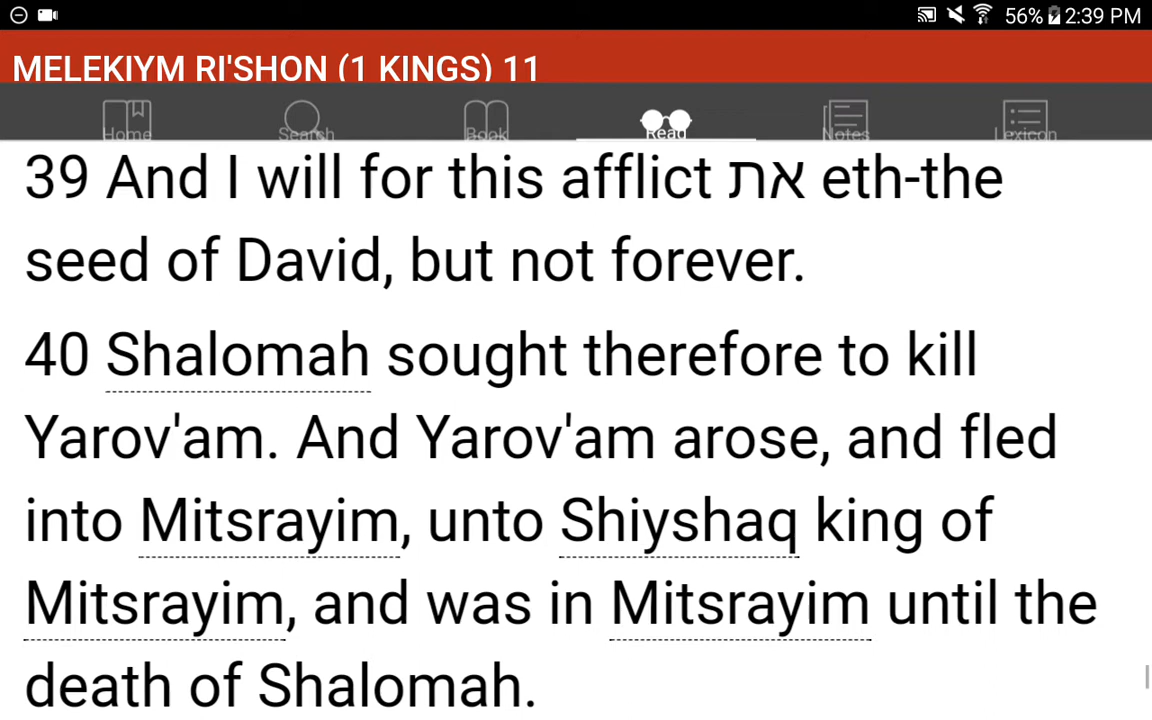 56% 2:39 PM
MELEKIYM RI'SHON (1 KINGS) 11
Home Search Book Read Notes Lexicon
39 And I will for this afflict את eth-the
seed of David, but not forever.
40 Shalomah sought therefore to kill
Yarov'am. And Yarov'am arose, and fled
into Mitsrayim, unto Shiyshaq king of
Mitsrayim, and was in Mitsrayim until the
death of Shalomah.